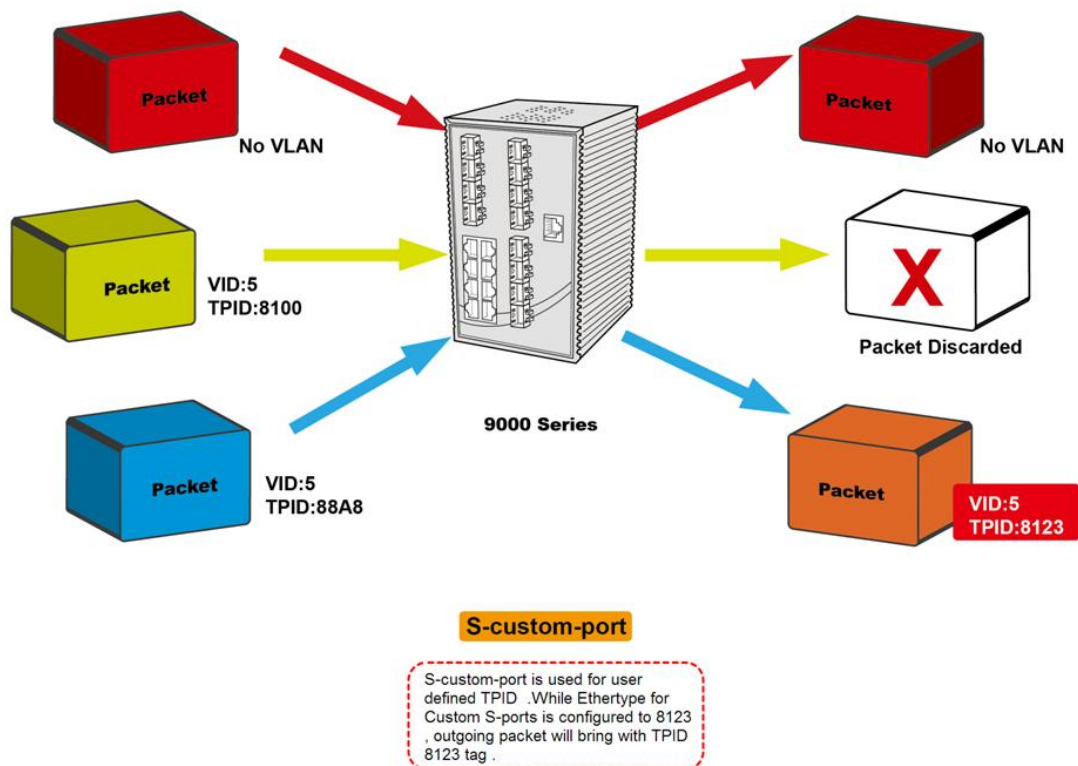 Packet
No VLAN
Packet
No VLAN
Packet
VID:5
TPID:8100
X
Packet Discarded
9000 Series
Packet
VID:5
TPID:88A8
Packet
VID:5
TPID:8123
S-custom-port
S-custom-port is used for user
defined TPID .While Ethertype for
Custom S-ports is configured to 8123
, outgoing packet will bring with TPID
8123 tag .